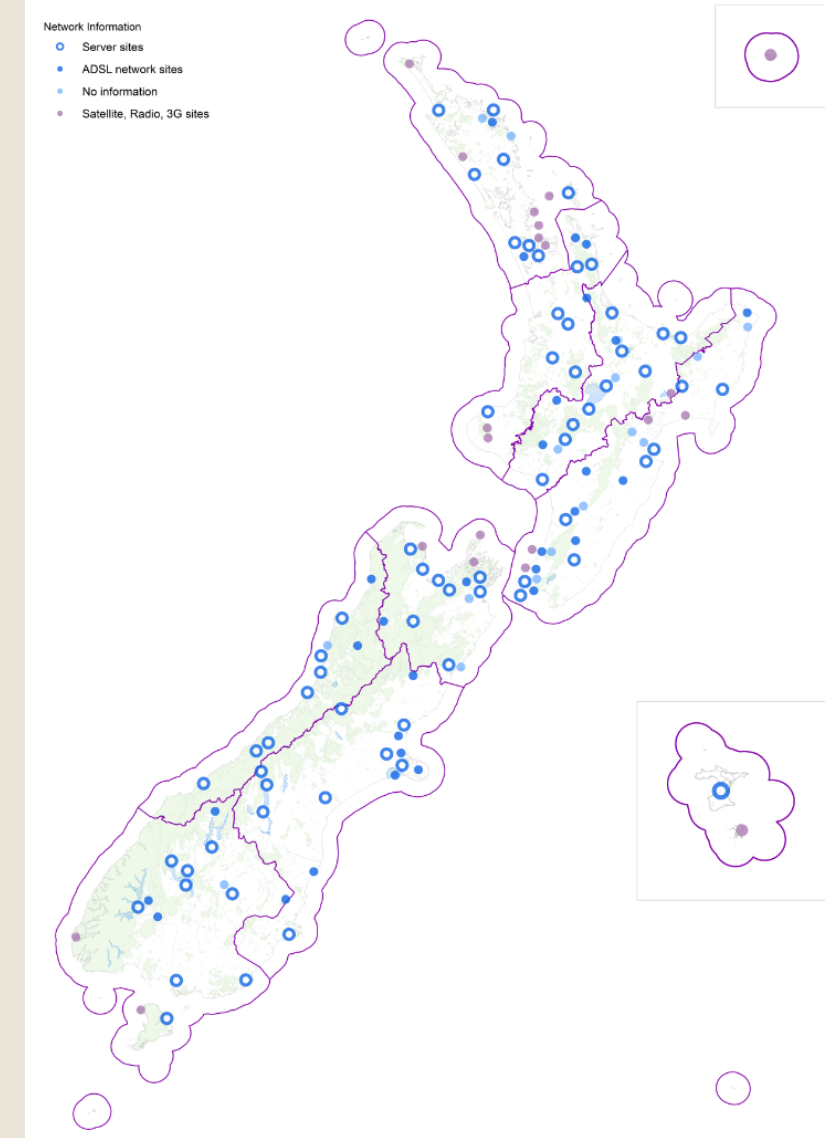 Network Information
Server sites
ADSL network sites
No information
Satellite, Radio, 3G sites